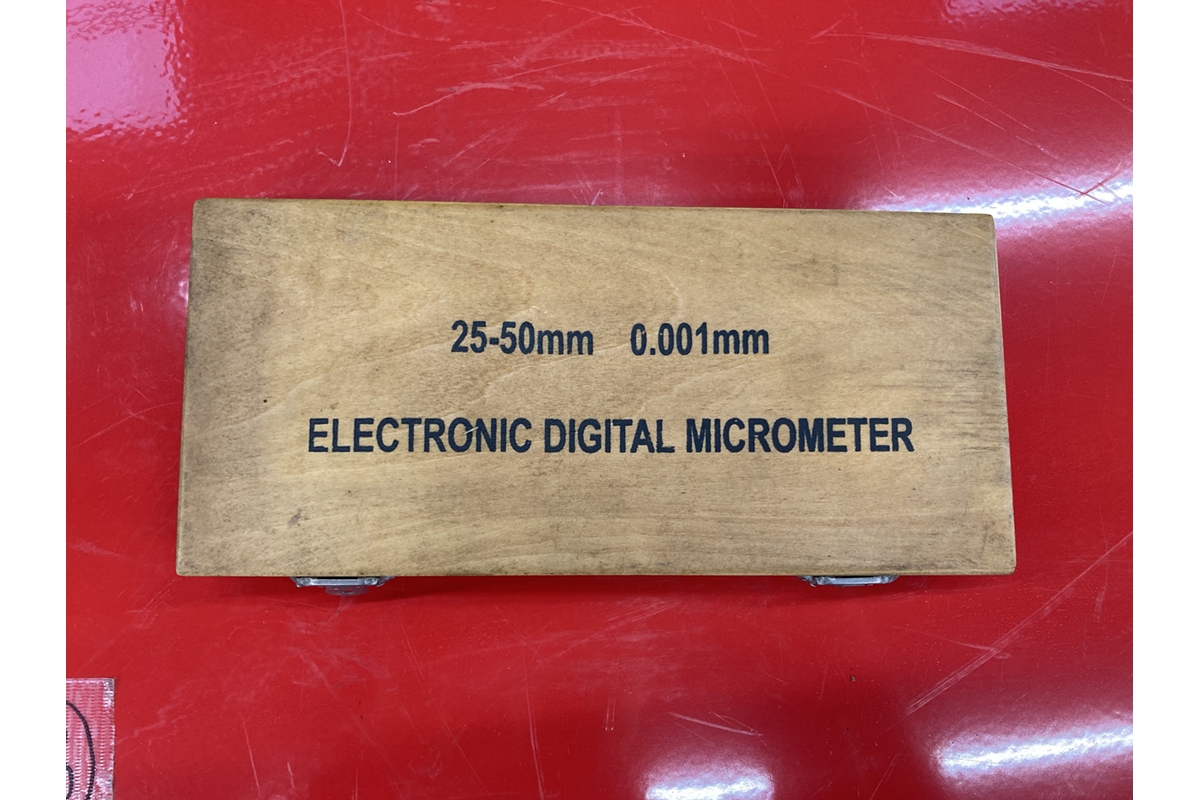 25-50mm 0.001mm
ELECTRONIC DIGITAL MICROMETER